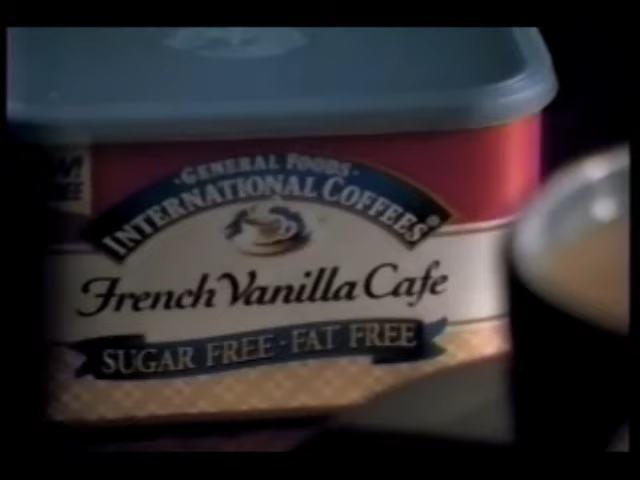 ·GENERAL FOODS·
INTERNATIONAL COFFEES®
French Vanilla Cafe
SUGAR FREE · FAT FREE